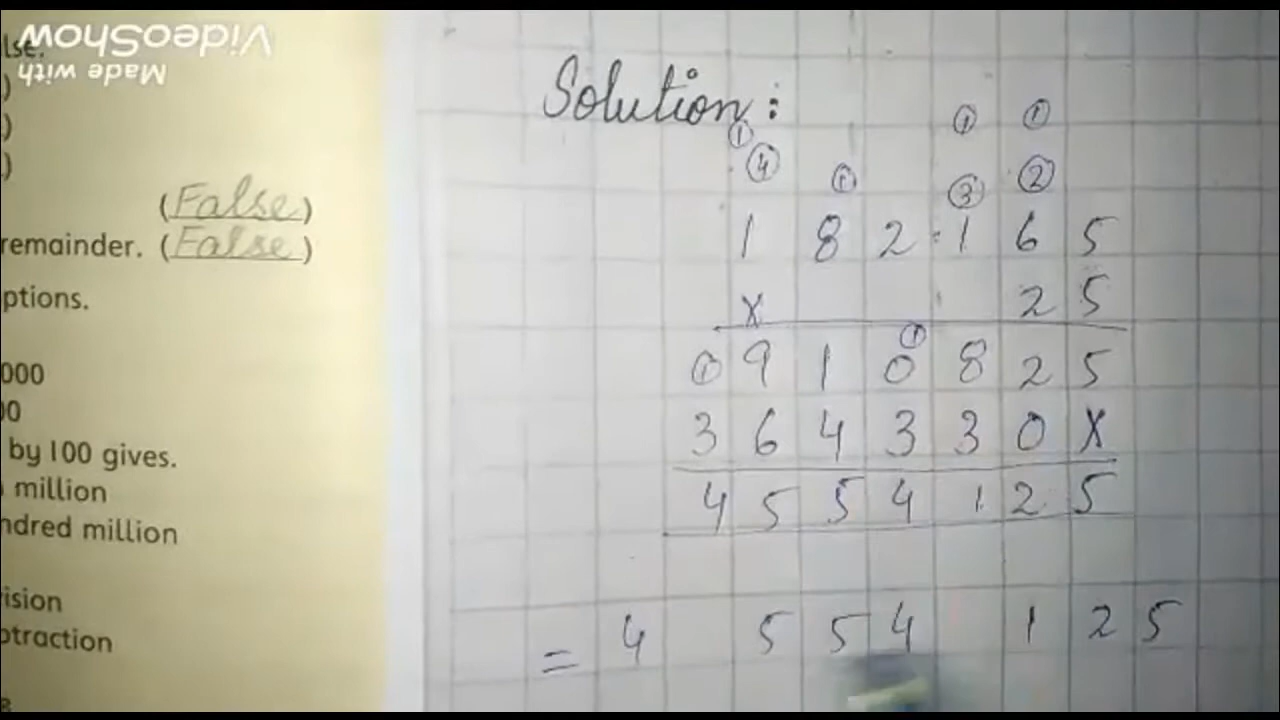 VideoShow
Made with
lse.
)
)
)
(False)
remainder. (False)
ptions.
000
00
by 100 gives.
million
ndred million
ision
btraction
Solution:
① ① ①
④ ① ③ ②
1 8 2 1 6 5
x 2 5
①
① 9 1 0 8 2 5
3 6 4 3 3 0 X
4 5 5 4 1 2 5
= 4 5 5 4 1 2 5